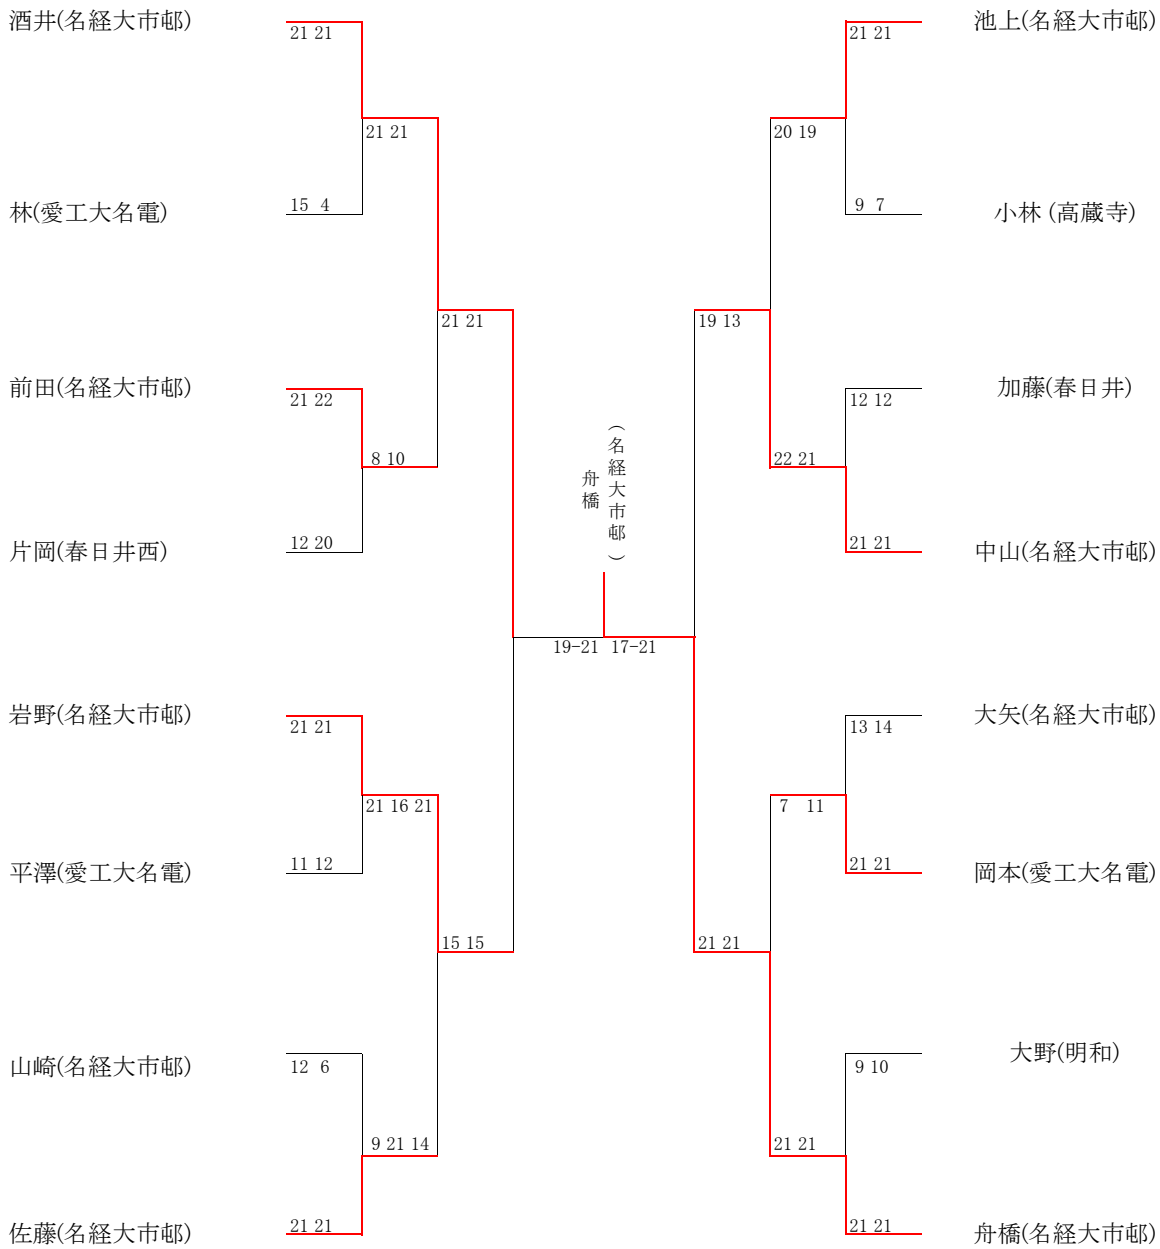 酒井(名経大市邨)
21 21
21 21
林(愛工大名電)
15 4
21 21
前田(名経大市邨)
21 22
8 10
片岡(春日井西)
12 20
岩野(名経大市邨)
21 21
21 16 21
平澤(愛工大名電)
11 12
15 15
山崎(名経大市邨)
12 6
9 21 14
佐藤(名経大市邨)
21 21
(名経大市邨)
舟橋
19-21 17-21
池上(名経大市邨)
21 21
20 19
小林 (高蔵寺)
9 7
19 13
加藤(春日井)
12 12
22 21
中山(名経大市邨)
21 21
大矢(名経大市邨)
13 14
7 11
岡本(愛工大名電)
21 21
21 21
大野(明和)
9 10
21 21
舟橋(名経大市邨)
21 21